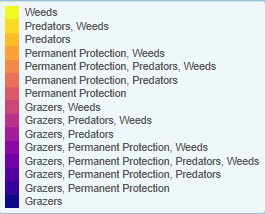 Weeds
Predators, Weeds
Predators
Permanent Protection, Weeds
Permanent Protection, Predators, Weeds
Permanent Protection, Predators
Permanent Protection
Grazers, Weeds
Grazers, Predators, Weeds
Grazers, Predators
Grazers, Permanent Protection, Weeds
Grazers, Permanent Protection, Predators, Weeds
Grazers, Permanent Protection, Predators
Grazers, Permanent Protection
Grazers